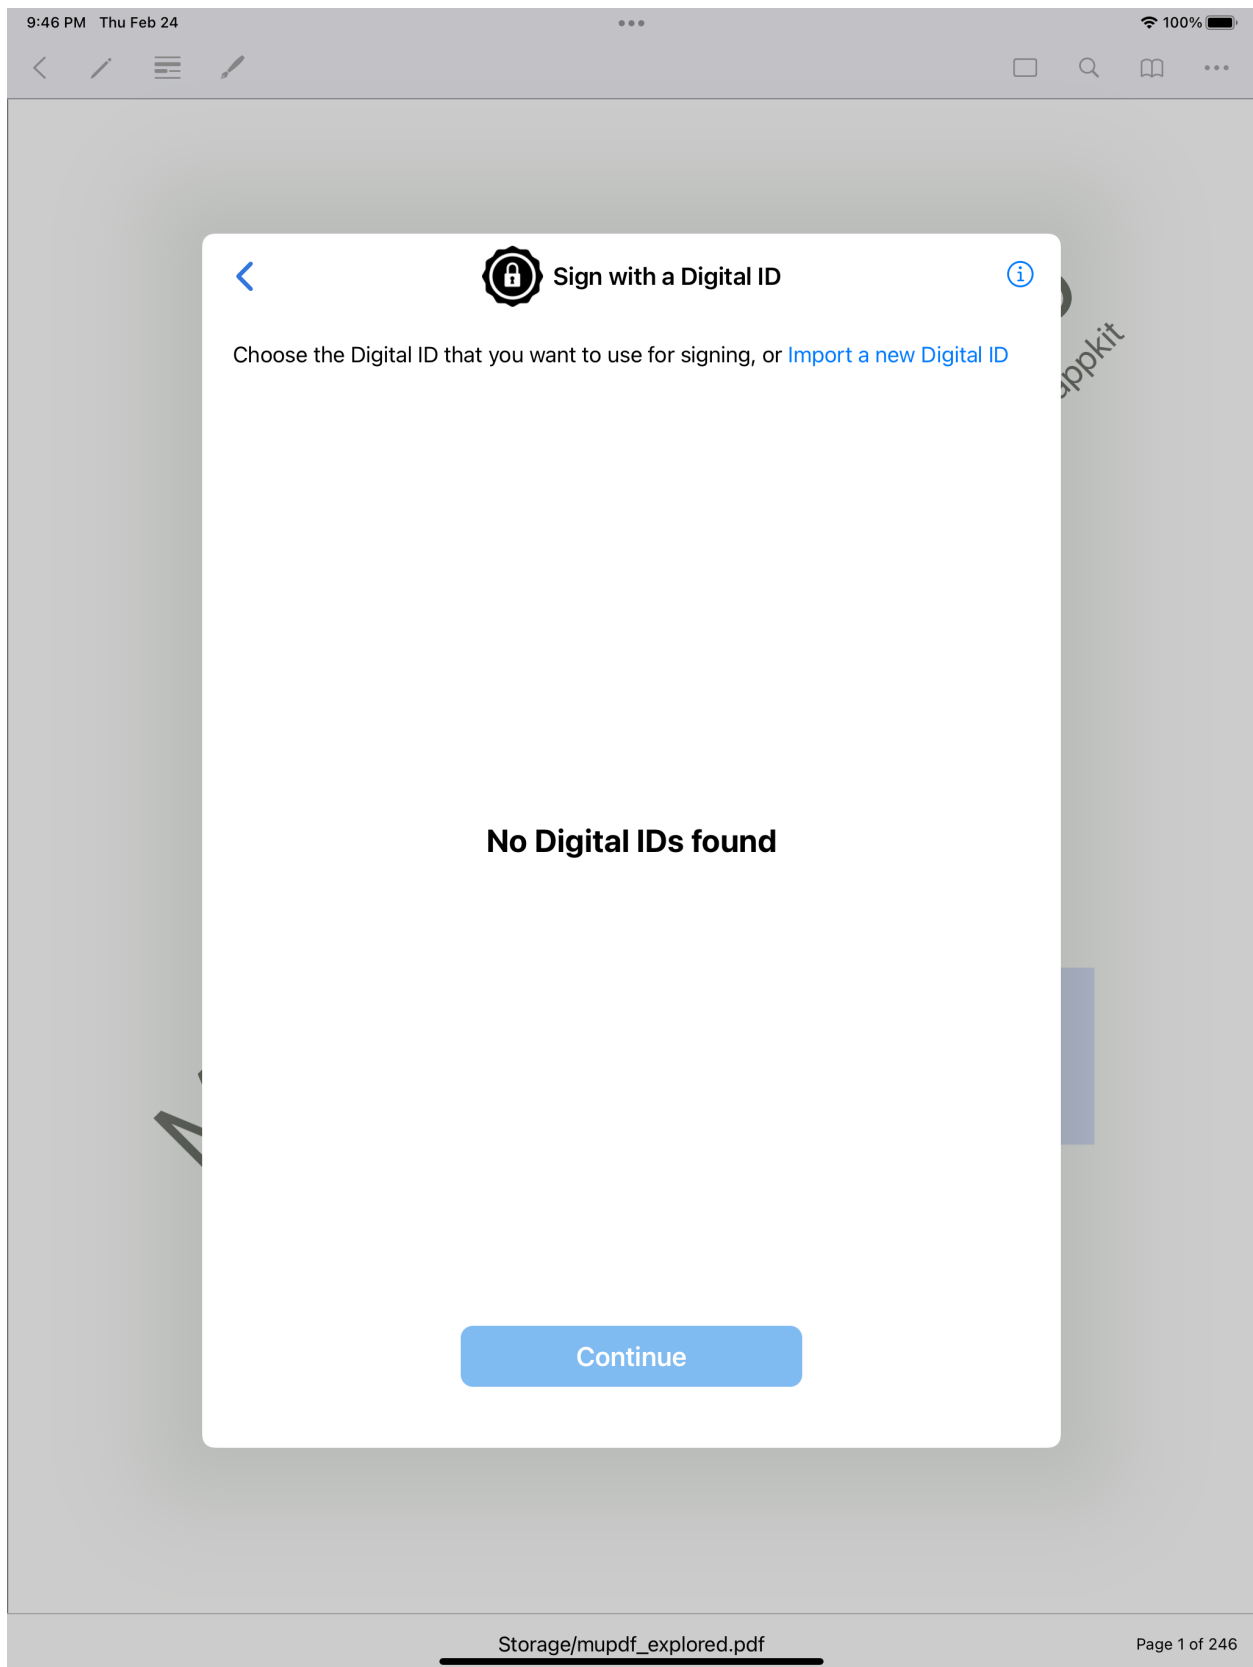 9:46 PM Thu Feb 24
100%
Sign with a Digital ID
Choose the Digital ID that you want to use for signing, or Import a new Digital ID
appkit
No Digital IDs found
Continue
Storage/mupdf_explored.pdf
Page 1 of 246